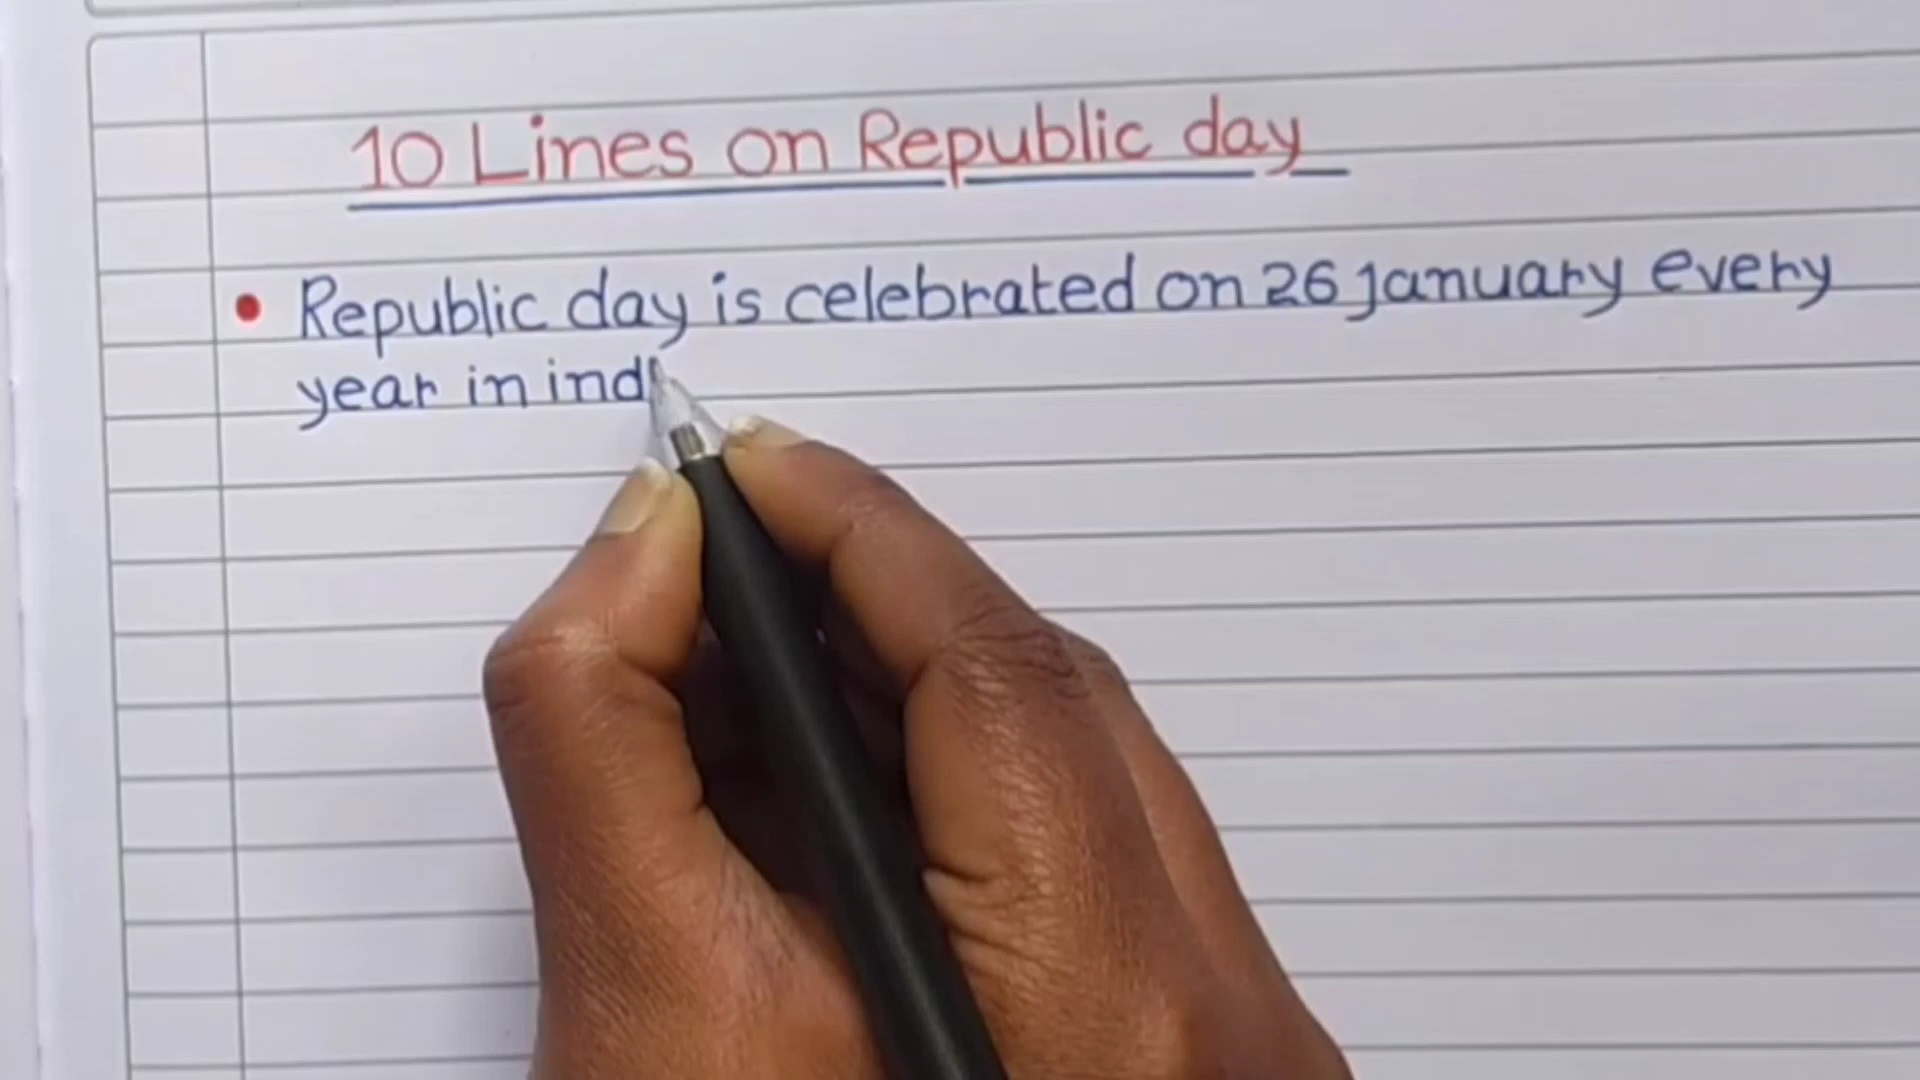 10 Lines on Republic day
• Republic day is celebrated on 26 january every
year in ind